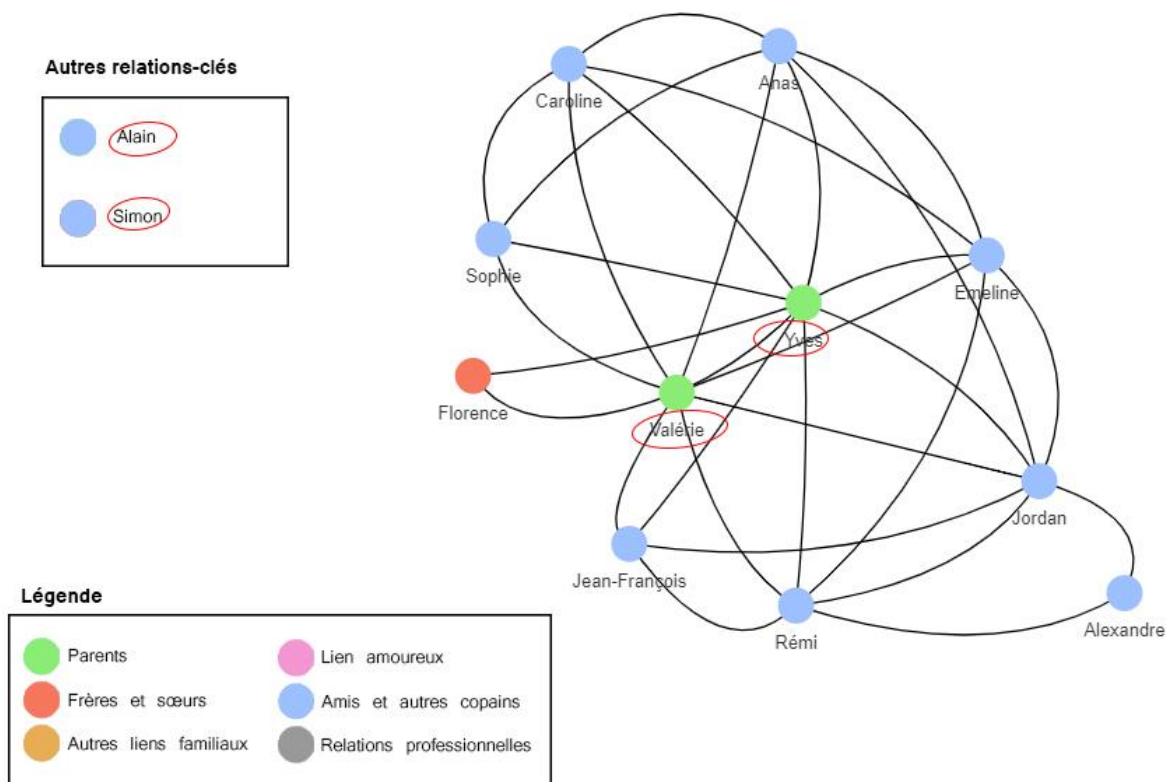 Autres relations-clés
Alain
Simon
Caroline
Anas
Sophie
Emeline
Yves
Florence
Valérie
Jordan
Jean-François
Rémi
Alexandre
Légende
Parents
Lien amoureux
Frères et sœurs
Amis et autres copains
Autres liens familiaux
Relations professionnelles